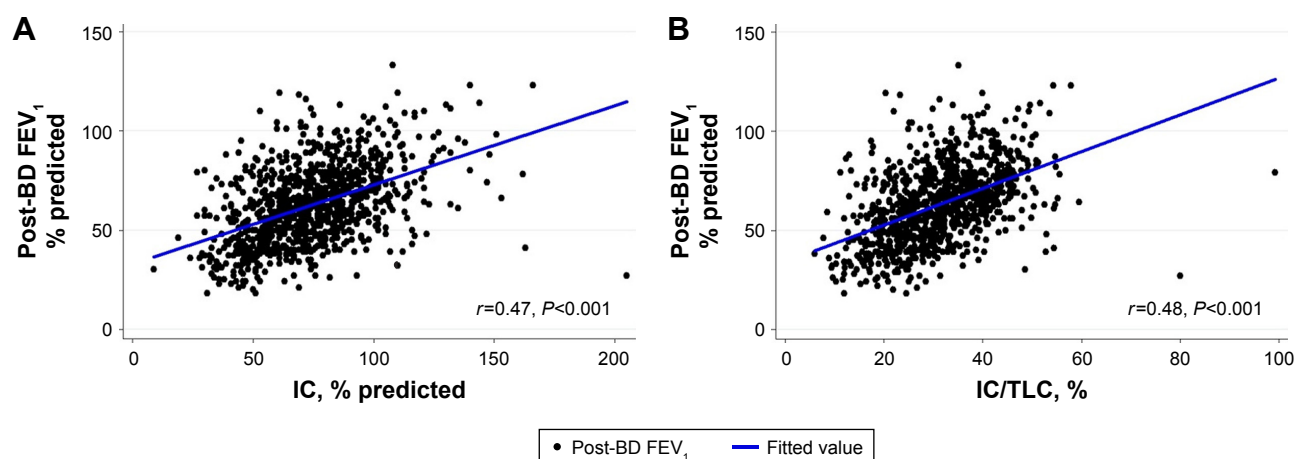 A
Post-BD FEV₁
% predicted
150
100
50
0
r=0.47, P<0.001
0 50 100 150 200
IC, % predicted
B
Post-BD FEV₁
% predicted
150
100
50
0
r=0.48, P<0.001
0 20 40 60 80 100
IC/TLC, %
Post-BD FEV₁ Fitted value